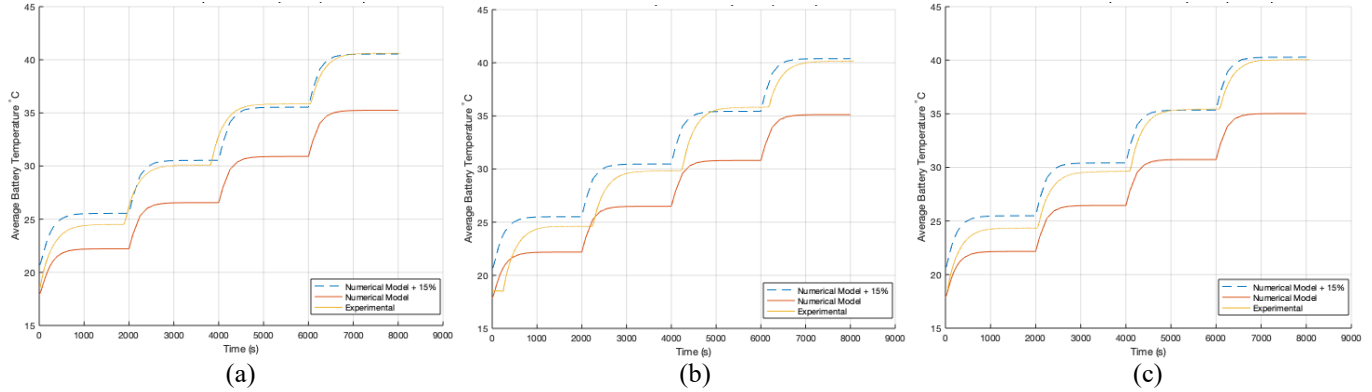 45
40
35
30
25
20
15
Average Battery Temperature °C
0 1000 2000 3000 4000 5000 6000 7000 8000 9000
Time (s)
Numerical Model + 15%
Numerical Model
Experimental
(a)
45
40
35
30
25
20
15
Average Battery Temperature °C
0 1000 2000 3000 4000 5000 6000 7000 8000 9000
Time (s)
Numerical Model + 15%
Numerical Model
Experimental
(b)
45
40
35
30
25
20
15
Average Battery Temperature °C
0 1000 2000 3000 4000 5000 6000 7000 8000 9000
Time (s)
Numerical Model + 15%
Numerical Model
Experimental
(c)